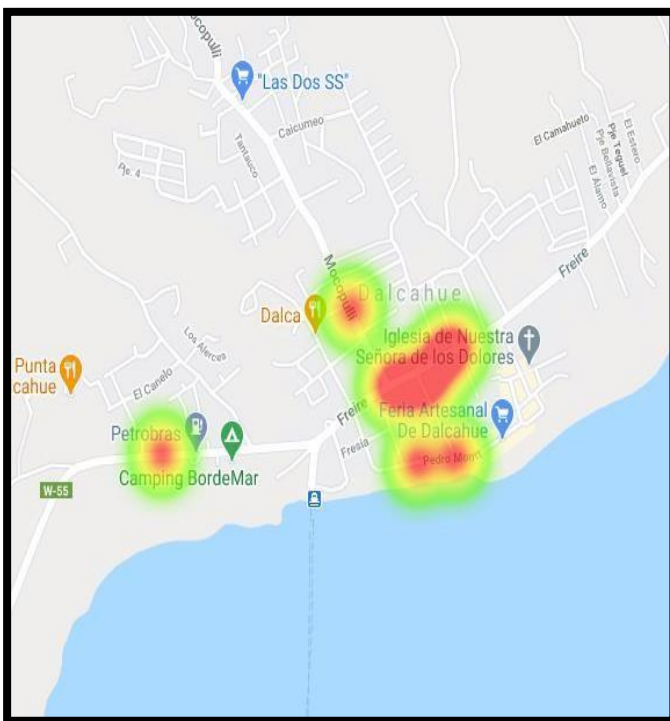 Mocopulli
"Las Dos SS"
Caicumeo
Tantauco
Pje. 4
El Camahueto
El Estero
Pje Teguel
Pje Benavista
El Álamo
Freire
Mocopulli
Dalcahue
Dalca
Iglesia de Nuestra
Señora de los Dolores
Los Alerces
Punta
cahue
El Canelo
Freire
Feria Artesanal
De Dalcahue
Petrobras
Fresia
Pedro Montt
Camping BordeMar
W-55